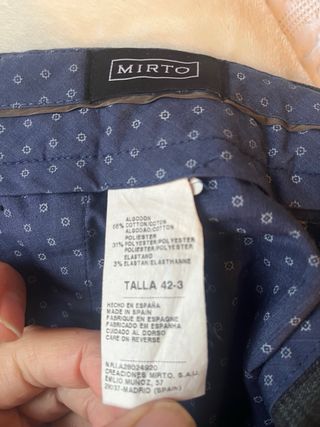 MIRTO
ALGODON
66% COTTON/COTTON
ALGODÃO/COTTON
POLIESTER
31% POLYESTER/POLYESTER
POLIESTER/POLYESTER
ELASTANO
3% ELASTAN/ELASTHANNE
TALLA 42-3
HECHO EN ESPAÑA
MADE IN SPAIN
FABRIQUE EN ESPAGNE
FABRICADO EM ESPANHA
CUIDADO AL DORSO
CARE ON REVERSE
N.R.I.A28024920
CREACIONES MIRTO, S.A.U.
EMILIO MUÑOZ, 57
28037-MADRID (SPAIN)